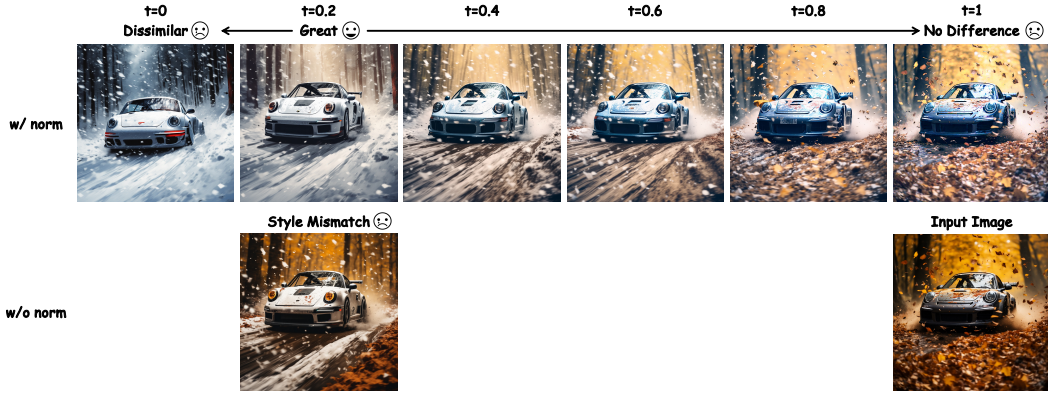 t=0 t=0.2 t=0.4 t=0.6 t=0.8 t=1
Dissimilar Great No Difference
w/ norm
Style Mismatch Input Image
w/o norm